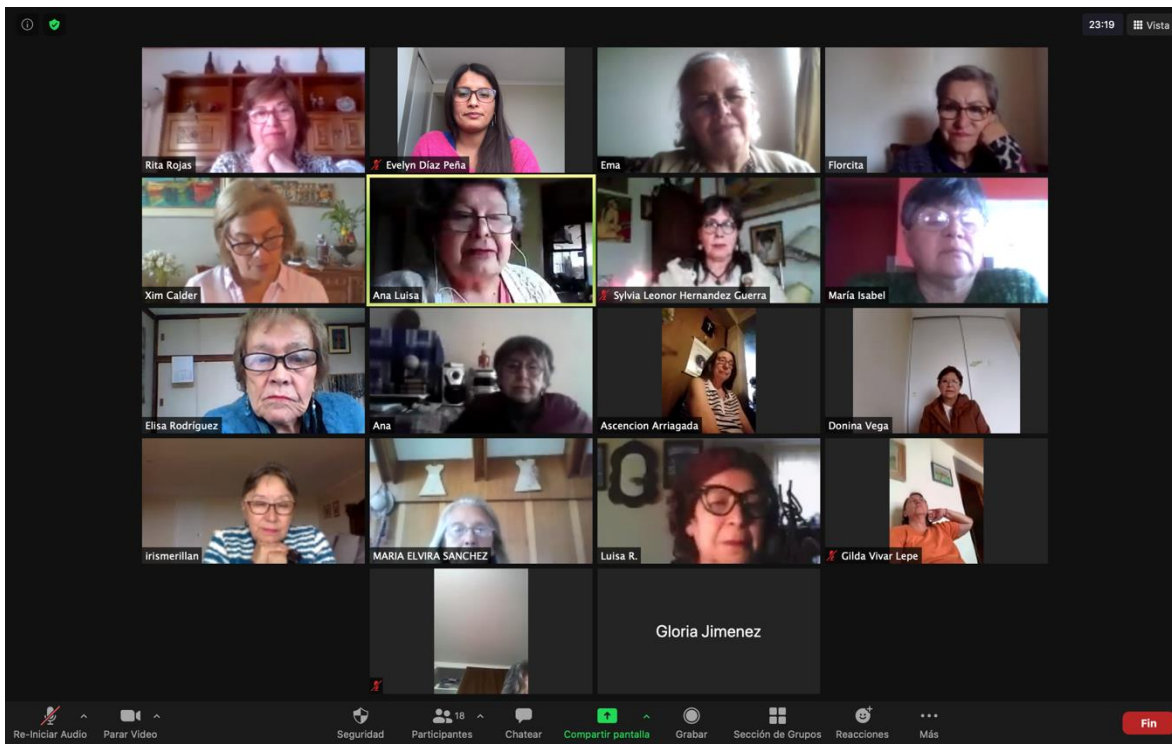 23:19
Vista
Rita Rojas
Evelyn Díaz Peña
Ema
Florcita
Xim Calder
Ana Luisa
Sylvia Leonor Hernandez Guerra
María Isabel
Elisa Rodríguez
Ana
Ascencion Arriagada
Donina Vega
irismerillan
MARIA ELVIRA SANCHEZ
Luisa R.
Gilda Vivar Lepe
Gloria Jimenez
Re-Iniciar Audio
Parar Video
Seguridad
18
Participantes
Chatear
Compartir pantalla
Grabar
Sección de Grupos
Reacciones
Más
Fin